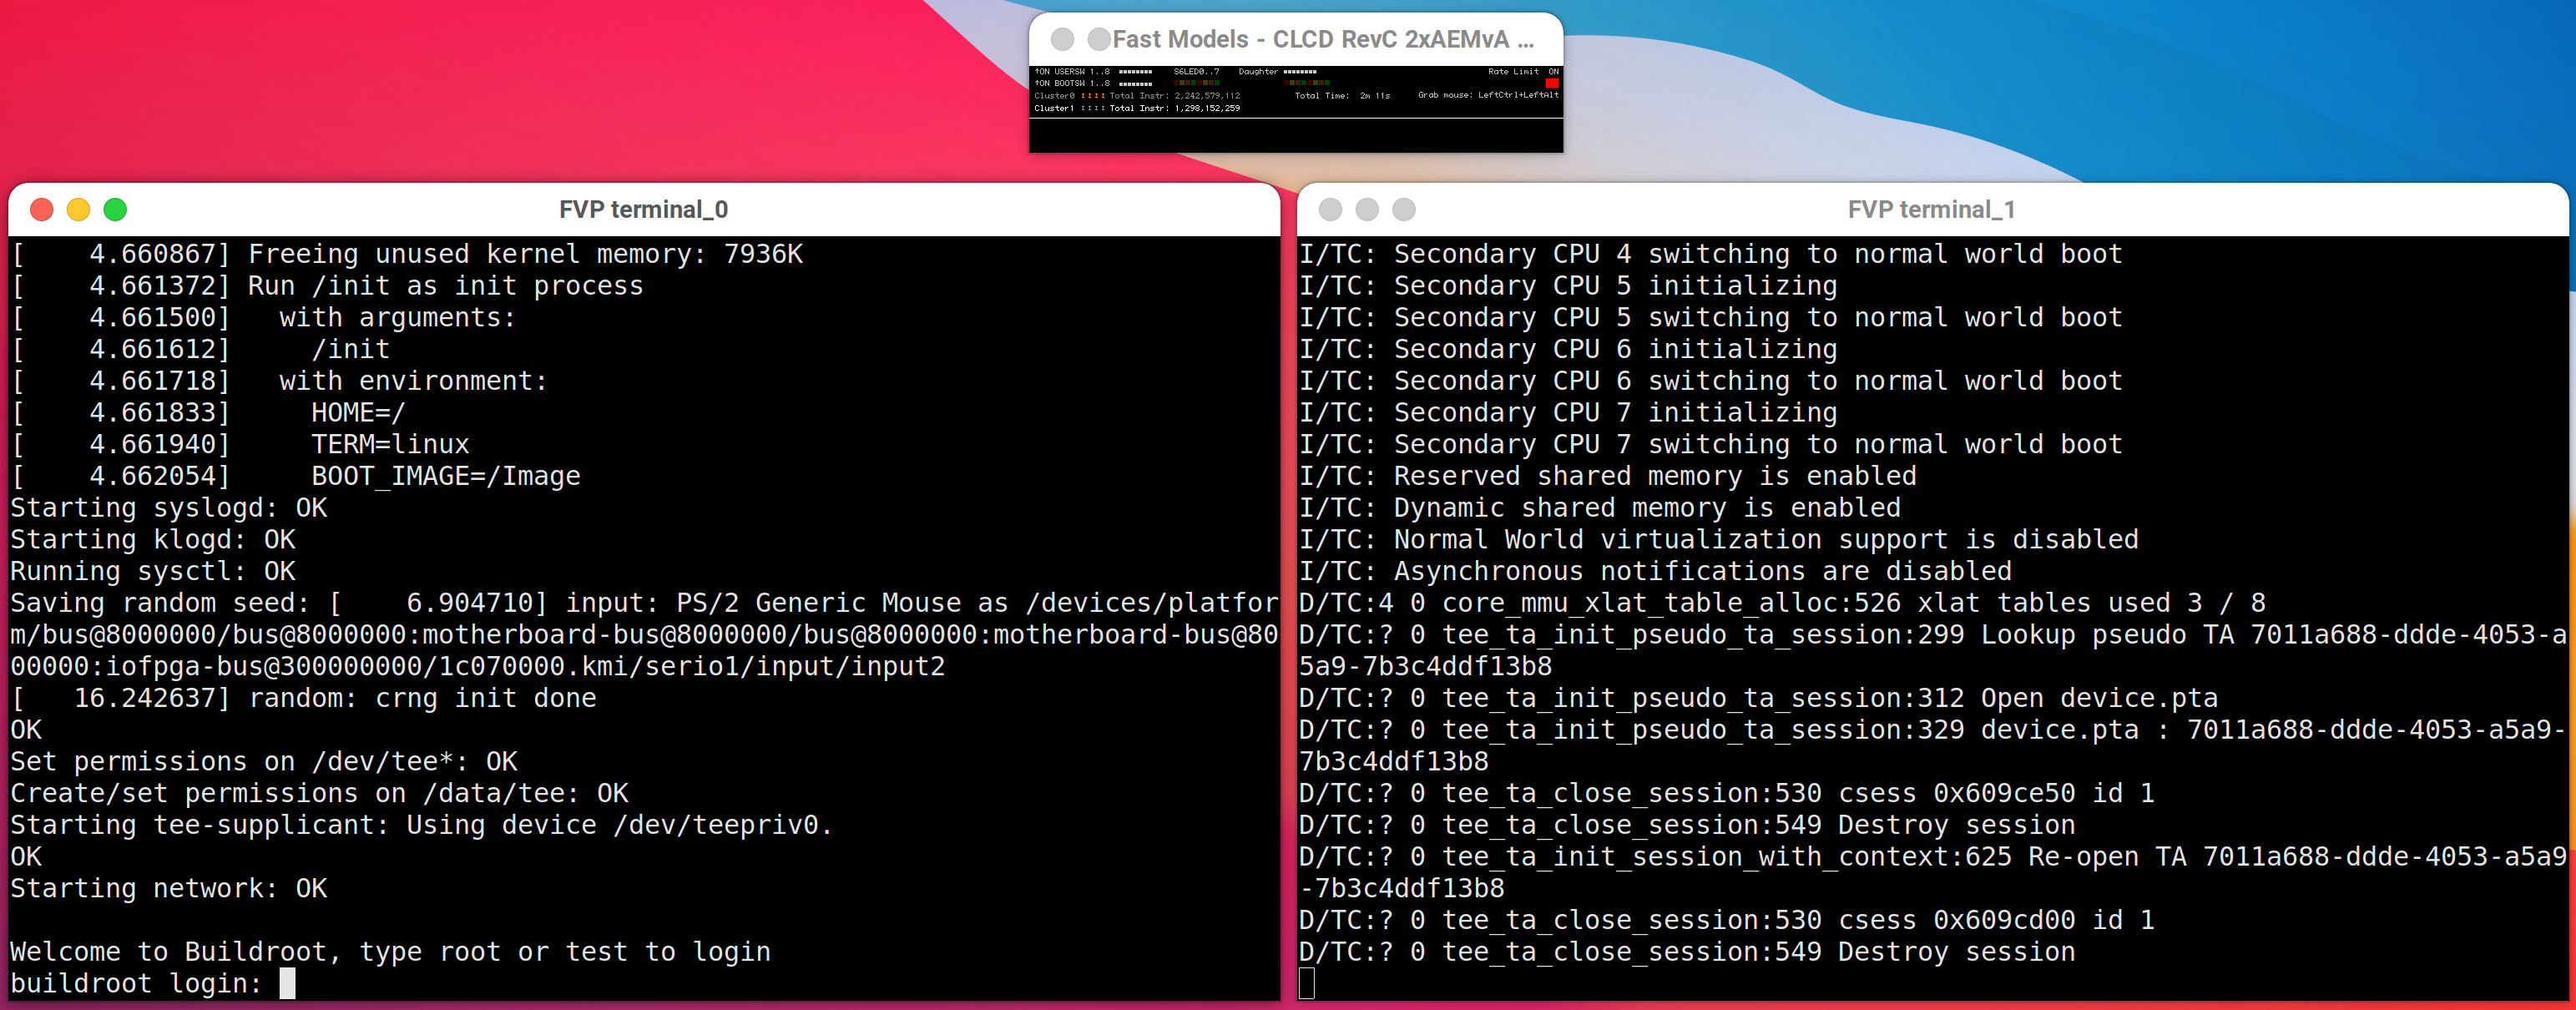 Fast Models - CLCD RevC 2xAEMvA ...
↑ON USERSW 1..8 S6LED0..7 Daughter Rate Limit ON
↑ON BOOTSW 1..8
Cluster0 Total Instr: 2,242,579,112 Total Time: 2m 11s Grab mouse: LeftCtrl+LeftAlt
Cluster1 Total Instr: 1,298,152,259
FVP terminal_0
[    4.660867] Freeing unused kernel memory: 7936K
[    4.661372] Run /init as init process
[    4.661500]   with arguments:
[    4.661612]     /init
[    4.661718]   with environment:
[    4.661833]     HOME=/
[    4.661940]     TERM=linux
[    4.662054]     BOOT_IMAGE=/Image
Starting syslogd: OK
Starting klogd: OK
Running sysctl: OK
Saving random seed: [    6.904710] input: PS/2 Generic Mouse as /devices/platfor
m/bus@8000000/bus@8000000:motherboard-bus@8000000/bus@8000000:motherboard-bus@80
00000:iofpga-bus@300000000/1c070000.kmi/serio1/input/input2
[   16.242637] random: crng init done
OK
Set permissions on /dev/tee*: OK
Create/set permissions on /data/tee: OK
Starting tee-supplicant: Using device /dev/teepriv0.
OK
Starting network: OK
Welcome to Buildroot, type root or test to login
buildroot login:
FVP terminal_1
I/TC: Secondary CPU 4 switching to normal world boot
I/TC: Secondary CPU 5 initializing
I/TC: Secondary CPU 5 switching to normal world boot
I/TC: Secondary CPU 6 initializing
I/TC: Secondary CPU 6 switching to normal world boot
I/TC: Secondary CPU 7 initializing
I/TC: Secondary CPU 7 switching to normal world boot
I/TC: Reserved shared memory is enabled
I/TC: Dynamic shared memory is enabled
I/TC: Normal World virtualization support is disabled
I/TC: Asynchronous notifications are disabled
D/TC:4 0 core_mmu_xlat_table_alloc:526 xlat tables used 3 / 8
D/TC:? 0 tee_ta_init_pseudo_ta_session:299 Lookup pseudo TA 7011a688-ddde-4053-a
5a9-7b3c4ddf13b8
D/TC:? 0 tee_ta_init_pseudo_ta_session:312 Open device.pta
D/TC:? 0 tee_ta_init_pseudo_ta_session:329 device.pta : 7011a688-ddde-4053-a5a9-
7b3c4ddf13b8
D/TC:? 0 tee_ta_close_session:530 csess 0x609ce50 id 1
D/TC:? 0 tee_ta_close_session:549 Destroy session
D/TC:? 0 tee_ta_init_session_with_context:625 Re-open TA 7011a688-ddde-4053-a5a9
-7b3c4ddf13b8
D/TC:? 0 tee_ta_close_session:530 csess 0x609cd00 id 1
D/TC:? 0 tee_ta_close_session:549 Destroy session